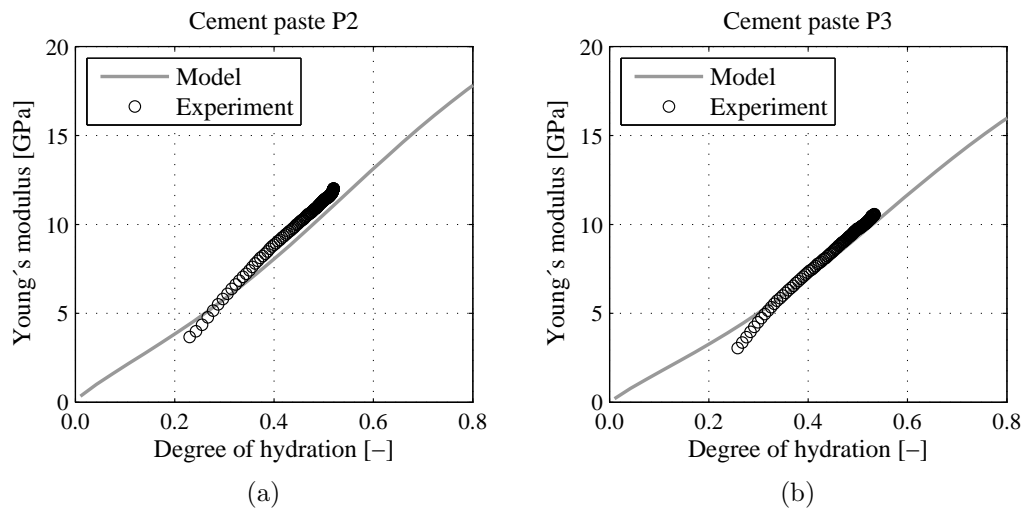 Cement paste P2
20
15
10
5
0
Young´s modulus [GPa]
Model
Experiment
0.0 0.2 0.4 0.6 0.8
Degree of hydration [−]
(a)
Cement paste P3
20
15
10
5
0
Young´s modulus [GPa]
Model
Experiment
0.0 0.2 0.4 0.6 0.8
Degree of hydration [−]
(b)